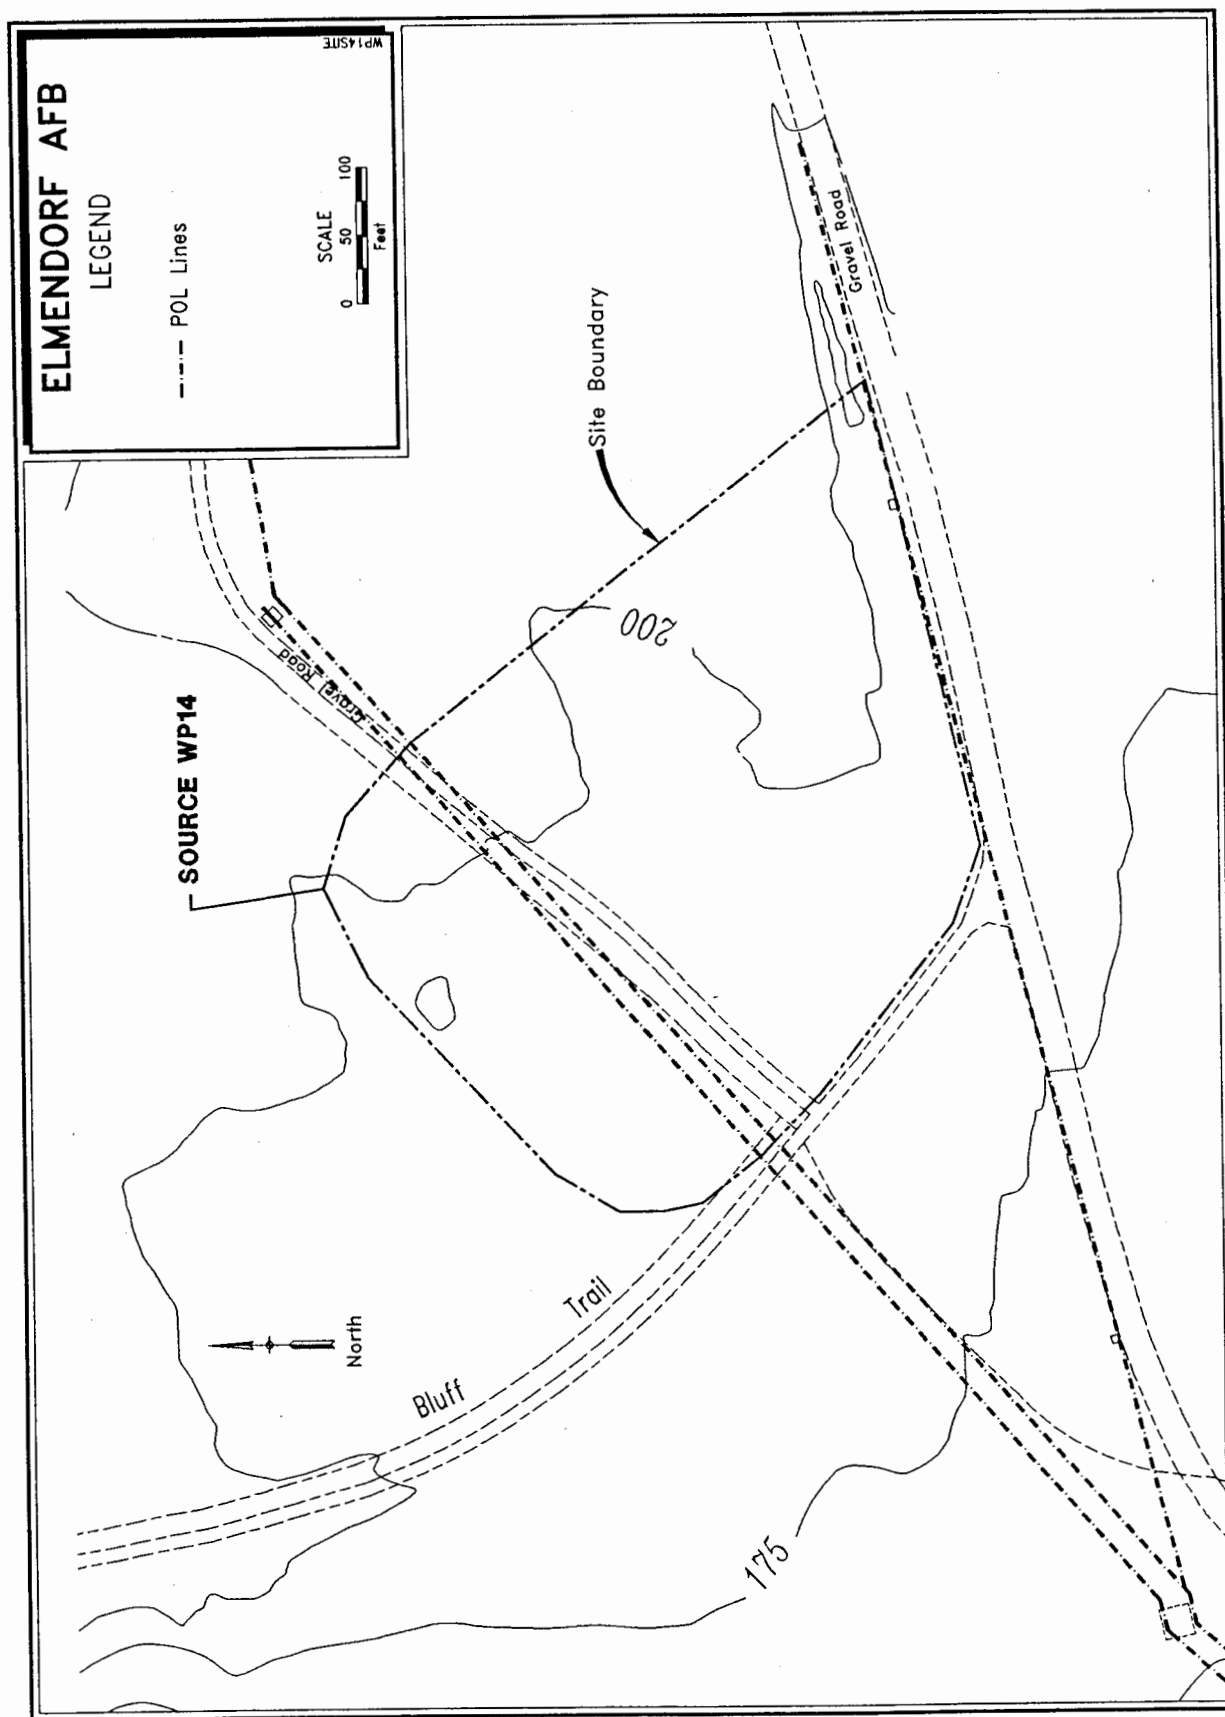 ELMENDORF AFB
LEGEND
POL Lines
SCALE
0 50 100
Feet
WP14SITE
SOURCE WP14
Gravel Road
Site Boundary
Gravel Road
200
North
Bluff Trail
175